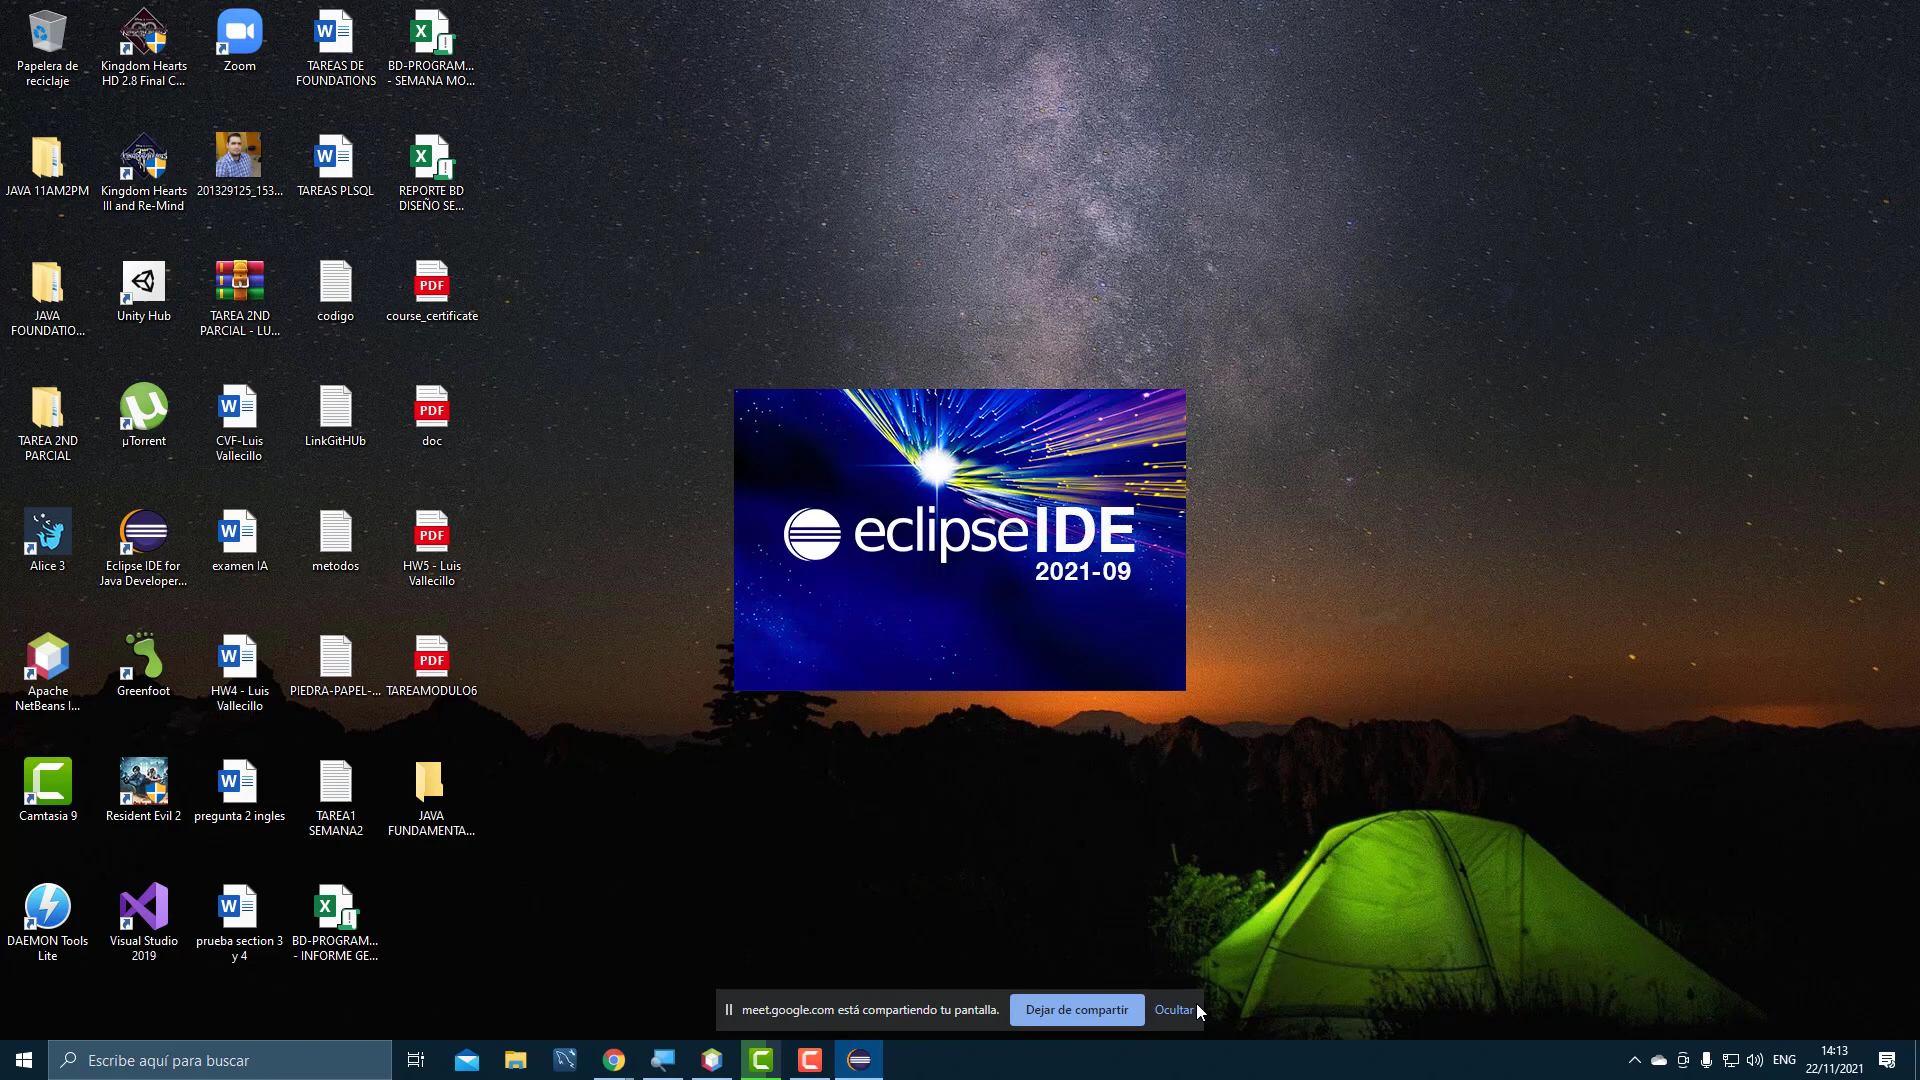 Papelera de
reciclaje
Kingdom Hearts
HD 2.8 Final C...
Zoom
TAREAS DE
FOUNDATIONS
BD-PROGRAM...
- SEMANA MO...
JAVA 11AM2PM
Kingdom Hearts
III and Re-Mind
201329125_153...
TAREAS PLSQL
REPORTE BD
DISEÑO SE...
JAVA
FOUNDATIO...
Unity Hub
TAREA 2ND
PARCIAL - LU...
codigo
PDF
course_certificate
TAREA 2ND
PARCIAL
µTorrent
CVF-Luis
Vallecillo
LinkGitHUb
PDF
doc
Alice 3
Eclipse IDE for
Java Developer...
examen IA
metodos
PDF
HW5 - Luis
Vallecillo
Apache
NetBeans I...
Greenfoot
HW4 - Luis
Vallecillo
PIEDRA-PAPEL-...
PDF
TAREAMODULO6
Camtasia 9
Resident Evil 2
pregunta 2 ingles
TAREA1
SEMANA2
JAVA
FUNDAMENTA...
DAEMON Tools
Lite
Visual Studio
2019
prueba section 3
y 4
BD-PROGRAM...
- INFORME GE...
eclipse IDE
2021-09
meet.google.com está compartiendo tu pantalla.
Dejar de compartir
Ocultar
Escribe aquí para buscar
ENG
14:13
22/11/2021